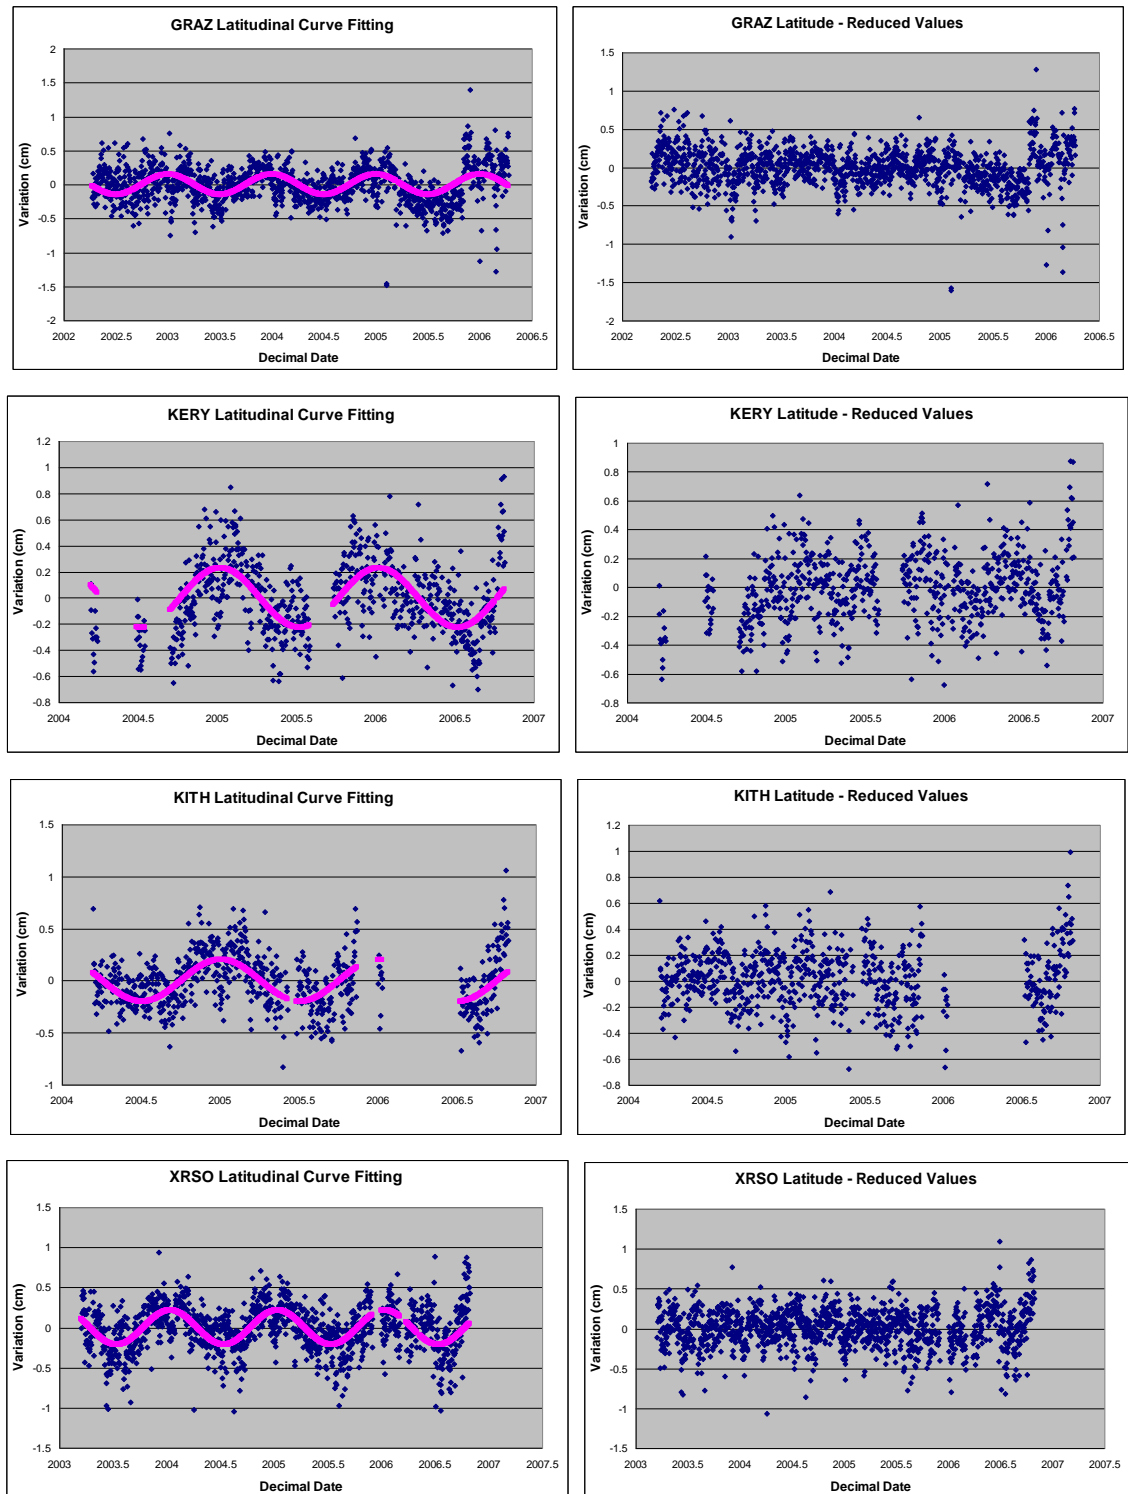 GRAZ Latitudinal Curve Fitting
2
1.5
1
0.5
0
-0.5
-1
-1.5
-2
Variation (cm)
2002 2002.5 2003 2003.5 2004 2004.5 2005 2005.5 2006 2006.5
Decimal Date
GRAZ Latitude - Reduced Values
1.5
1
0.5
0
-0.5
-1
-1.5
-2
Variation (cm)
2002 2002.5 2003 2003.5 2004 2004.5 2005 2005.5 2006 2006.5
Decimal Date
KERY Latitudinal Curve Fitting
1.2
1
0.8
0.6
0.4
0.2
0
-0.2
-0.4
-0.6
-0.8
Variation (cm)
2004 2004.5 2005 2005.5 2006 2006.5 2007
Decimal Date
KERY Latitude - Reduced Values
1
0.8
0.6
0.4
0.2
0
-0.2
-0.4
-0.6
-0.8
Variation (cm)
2004 2004.5 2005 2005.5 2006 2006.5 2007
Decimal Date
KITH Latitudinal Curve Fitting
1.5
1
0.5
0
-0.5
-1
Variation (cm)
2004 2004.5 2005 2005.5 2006 2006.5 2007
Decimal Date
KITH Latitude - Reduced Values
1.2
1
0.8
0.6
0.4
0.2
0
-0.2
-0.4
-0.6
-0.8
Variation (cm)
2004 2004.5 2005 2005.5 2006 2006.5 2007
Decimal Date
XRSO Latitudinal Curve Fitting
1.5
1
0.5
0
-0.5
-1
-1.5
Variation (cm)
2003 2003.5 2004 2004.5 2005 2005.5 2006 2006.5 2007 2007.5
Decimal Date
XRSO Latitude - Reduced Values
1.5
1
0.5
0
-0.5
-1
-1.5
Variation (cm)
2003 2003.5 2004 2004.5 2005 2005.5 2006 2006.5 2007 2007.5
Decimal Date